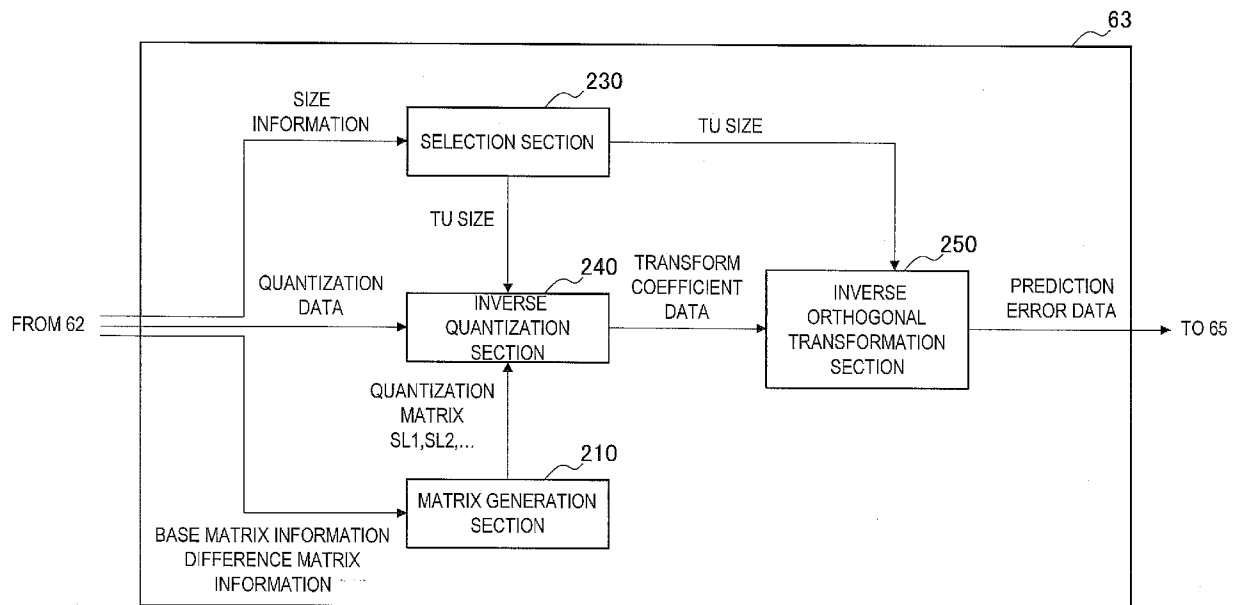 63
230
SIZE
INFORMATION
SELECTION SECTION
TU SIZE
TU SIZE
240
250
QUANTIZATION
DATA
TRANSFORM
COEFFICIENT
DATA
PREDICTION
ERROR DATA
FROM 62
INVERSE
QUANTIZATION
SECTION
INVERSE
ORTHOGONAL
TRANSFORMATION
SECTION
TO 65
QUANTIZATION
MATRIX
SL1,SL2,...
210
MATRIX GENERATION
SECTION
BASE MATRIX INFORMATION
DIFFERENCE MATRIX
INFORMATION